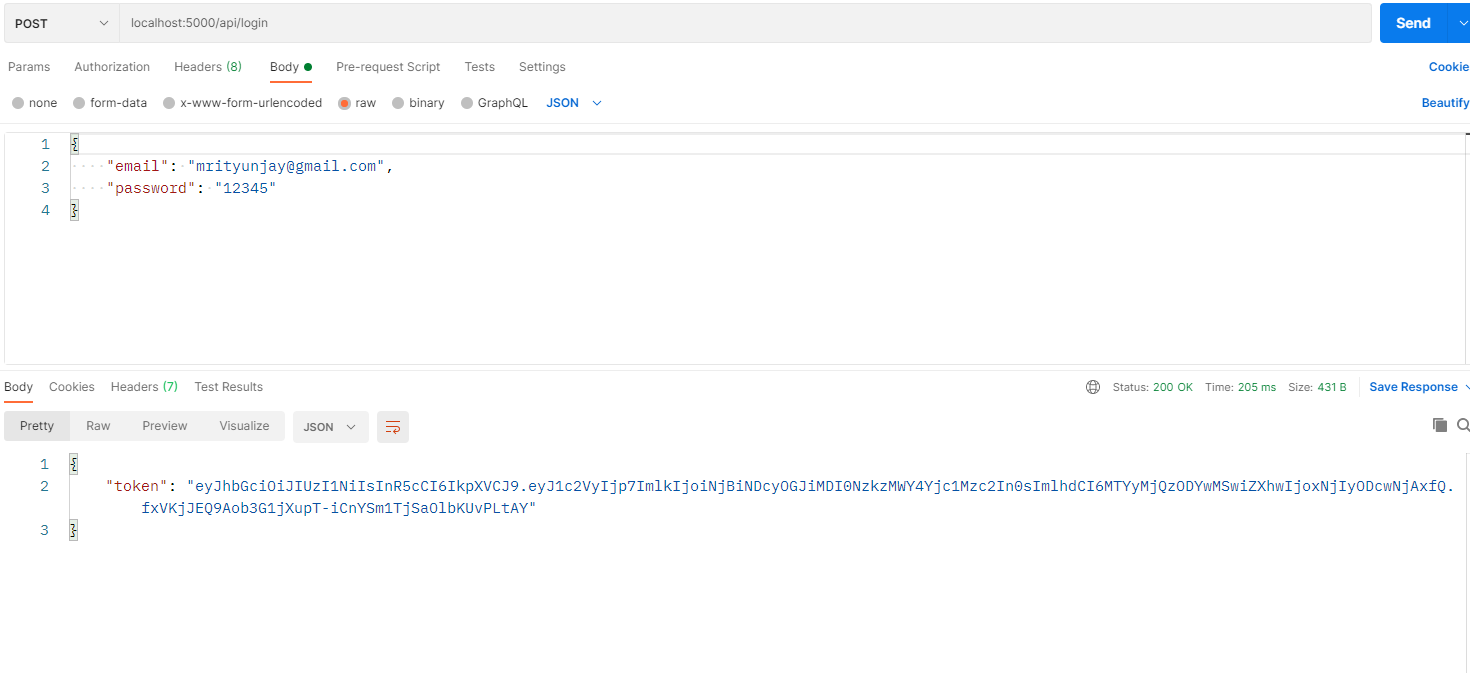 POST localhost:5000/api/login Send
Params Authorization Headers (8) Body Pre-request Script Tests Settings Cookie
none form-data x-www-form-urlencoded raw binary GraphQL JSON Beautify
1 {
2 "email": "mrityunjay@gmail.com",
3 "password": "12345"
4 }
Body Cookies Headers (7) Test Results Status: 200 OK Time: 205 ms Size: 431 B Save Response
Pretty Raw Preview Visualize JSON
1 {
2 "token": "eyJhbGciOiJIUzI1NiIsInR5cCI6IkpXVCJ9.eyJ1c2VyIjp7ImlkIjoiNjBiNDcyOGJiMDI0NzkzMWY4Yjc1Mzc2In0sImlhdCI6MTYyMjQzODYwMSwiZXhwIjoxNjIyODcwNjAxfQ.
fxVKjJEQ9Aob3G1jXupT-iCnYSm1TjSaOlbKUvPLtAY"
3 }